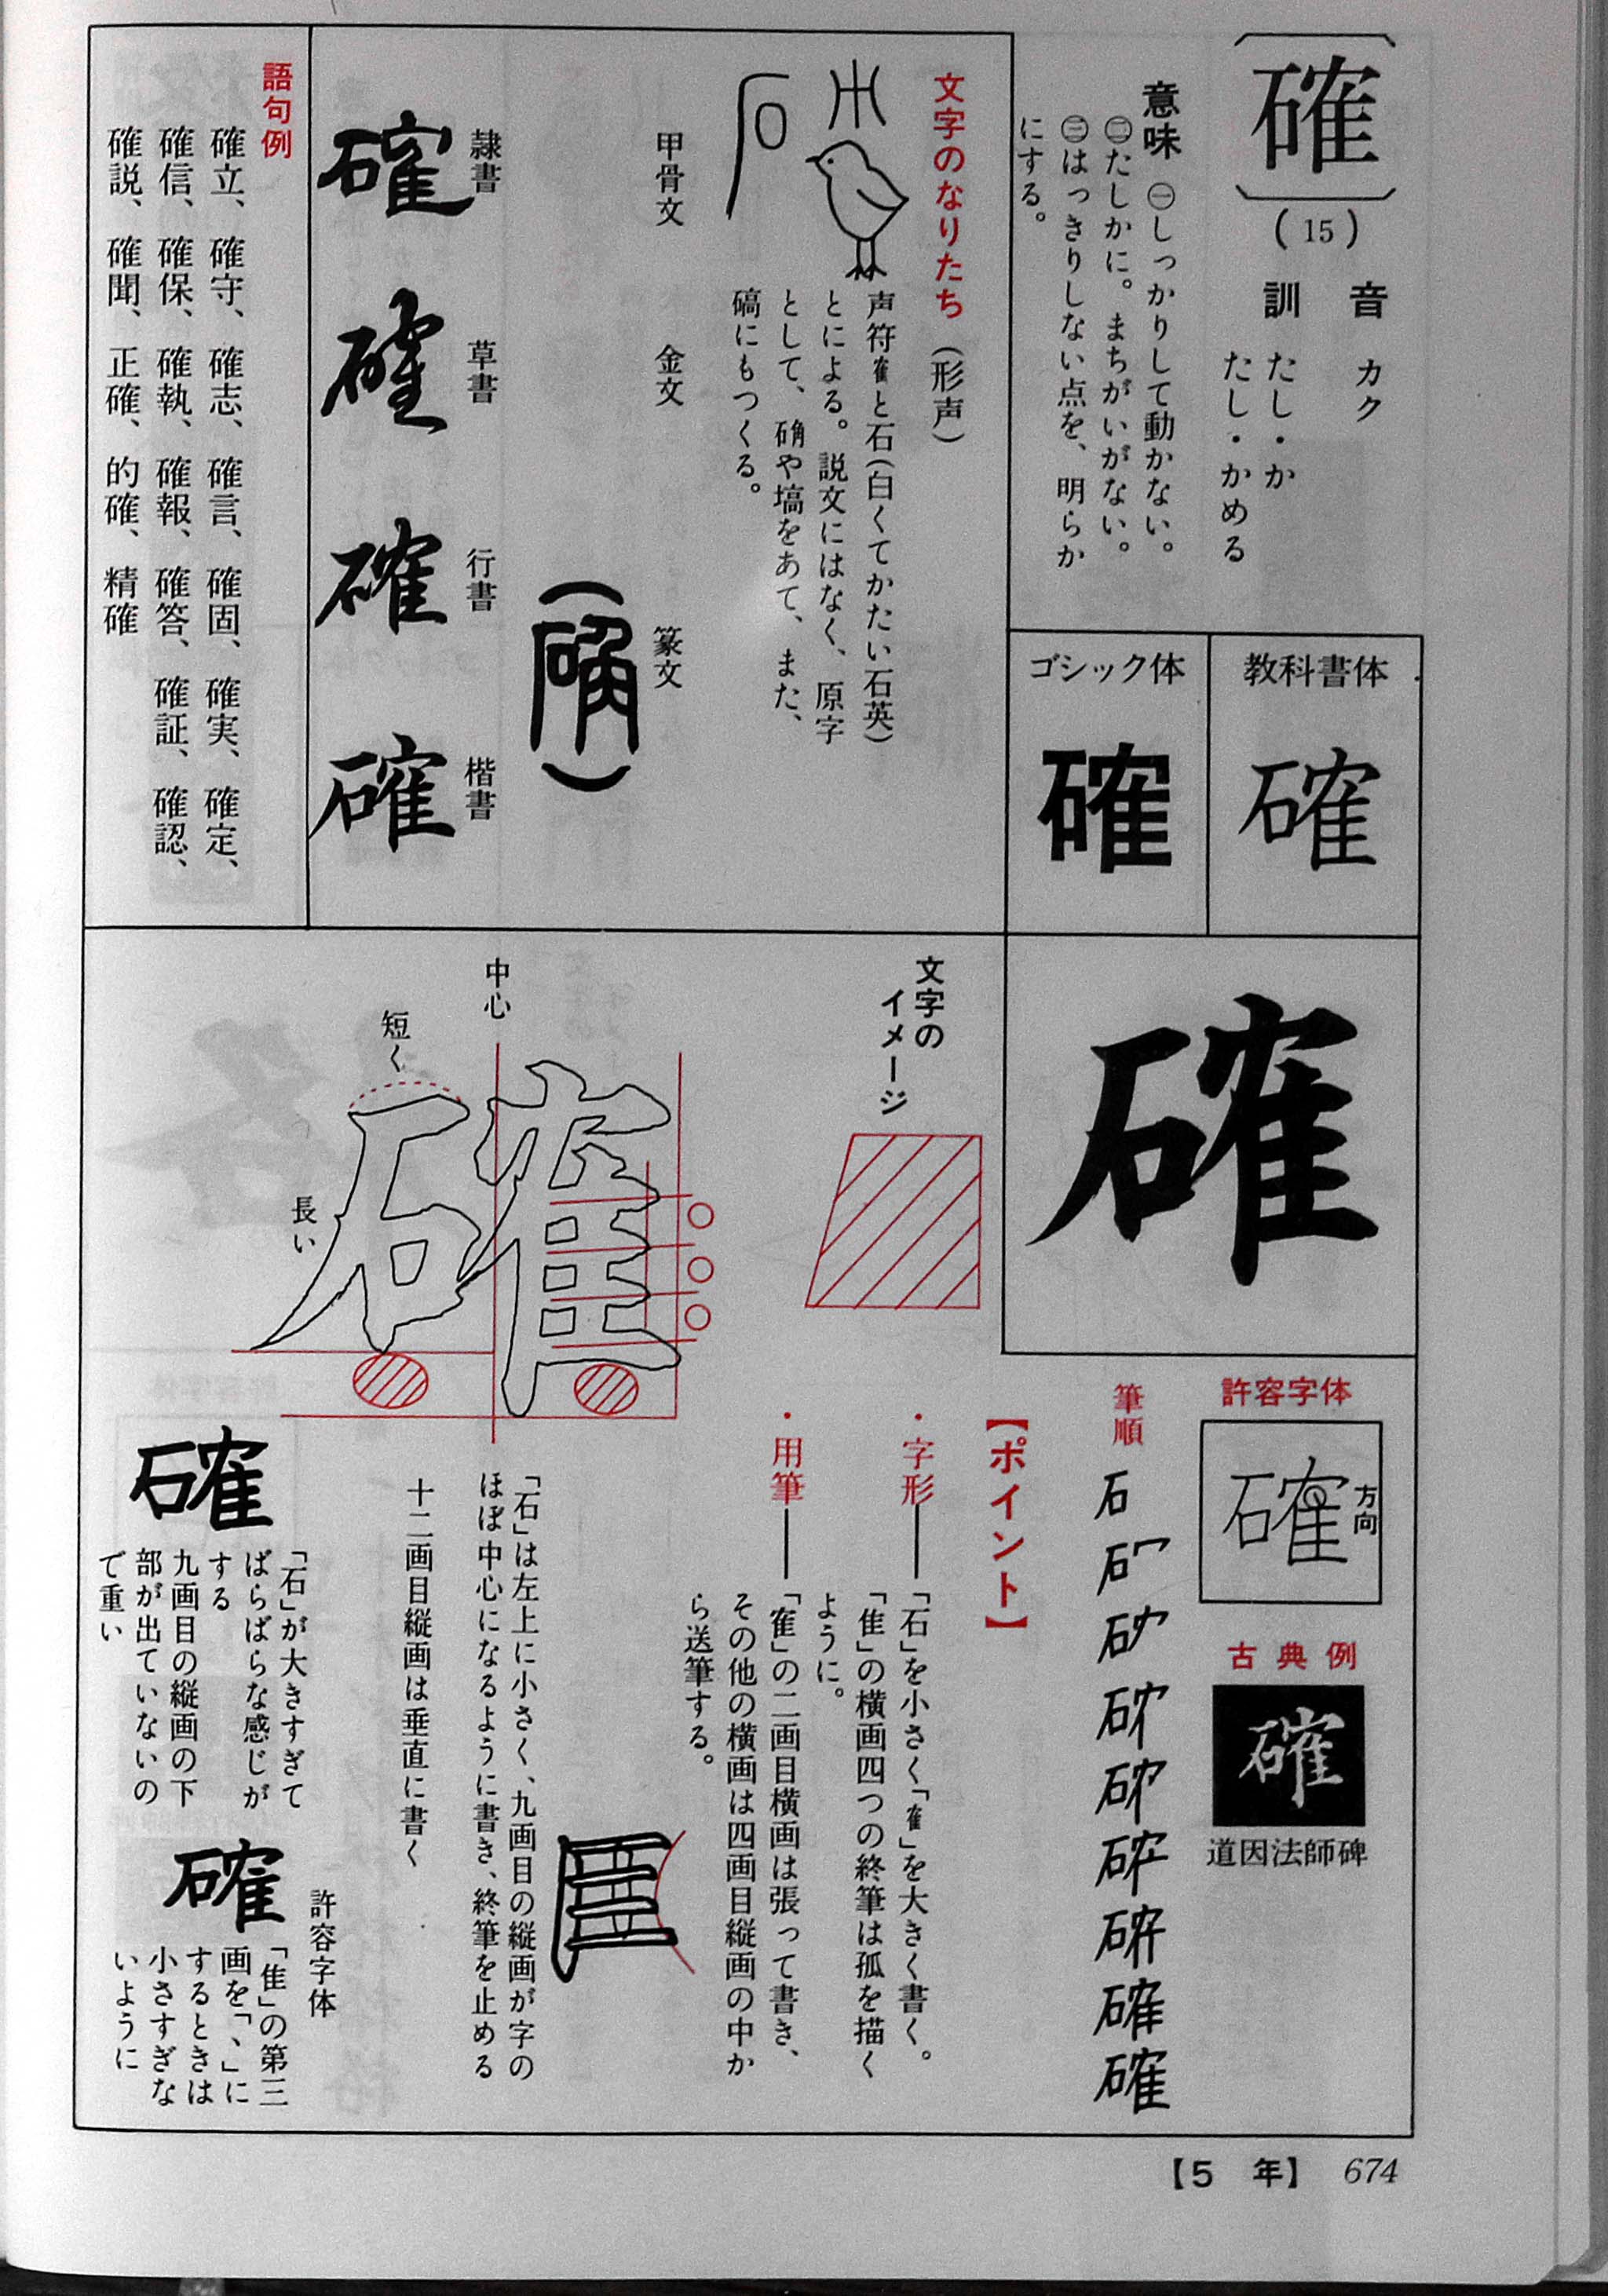 確
(15)
音 カク
訓 たし・か
たし・かめる
意味 ㊀しっかりして動かない。
㊁たしかに。まちがいがない。
㊂はっきりしない点を、明らか
にする。
教科書体
確
ゴシック体
確
文字のなりたち（形声）
声符隺と石(白くてかたい石英)
とによる。説文にはなく、原字
として、确や塙をあて、また、
碻にもつくる。
甲骨文
金文
篆文
(确)
隷書
確
草書
確
行書
確
楷書
確
語句例
確立、確守、確志、確言、確固、確実、確定、
確信、確保、確執、確報、確答、確証、確認、
確説、確聞、正確、的確、精確
確
文字の
イメージ
中心
短く
長い
許容字体
確
方向
古典例
確
道因法師碑
筆順
石
確
【ポイント】
・字形―「石」を小さく「隺」を大きく書く。
「隹」の横画四つの終筆は孤を描く
ように。
・用筆―「隺」の二画目横画は張って書き、
その他の横画は四画目縦画の中か
ら送筆する。
「石」は左上に小さく、九画目の縦画が字の
ほぼ中心になるように書き、終筆を止める
十二画目縦画は垂直に書く
確
「石」が大きすぎて
ばらばらな感じが
する
九画目の縦画の下
部が出ていないの
で重い
許容字体
確
「隹」の第三
画を「、」に
するときは
小さすぎな
いように
【5 年】 674